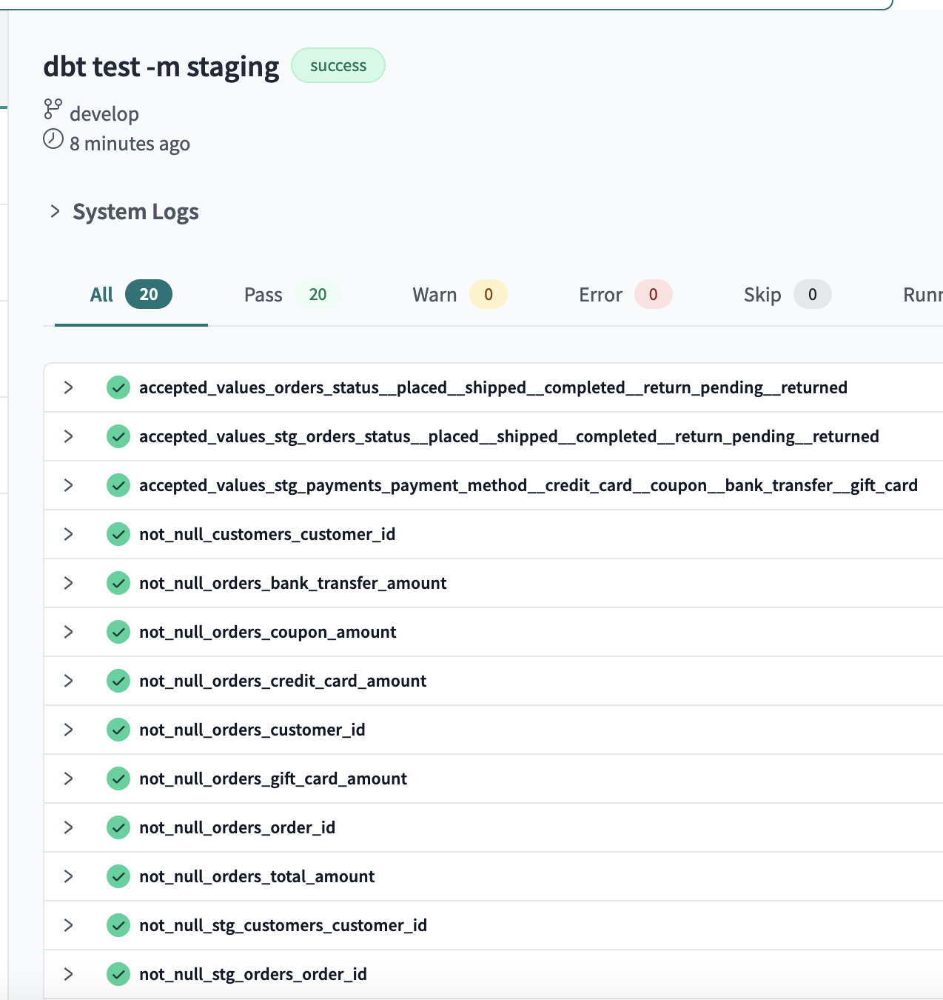 dbt test -m staging success
develop
8 minutes ago
System Logs
All 20 Pass 20 Warn 0 Error 0 Skip 0
accepted_values_orders_status__placed__shipped__completed__return_pending__returned
accepted_values_stg_orders_status__placed__shipped__completed__return_pending__returned
accepted_values_stg_payments_payment_method__credit_card__coupon__bank_transfer__gift_card
not_null_customers_customer_id
not_null_orders_bank_transfer_amount
not_null_orders_coupon_amount
not_null_orders_credit_card_amount
not_null_orders_customer_id
not_null_orders_gift_card_amount
not_null_orders_order_id
not_null_orders_total_amount
not_null_stg_customers_customer_id
not_null_stg_orders_order_id